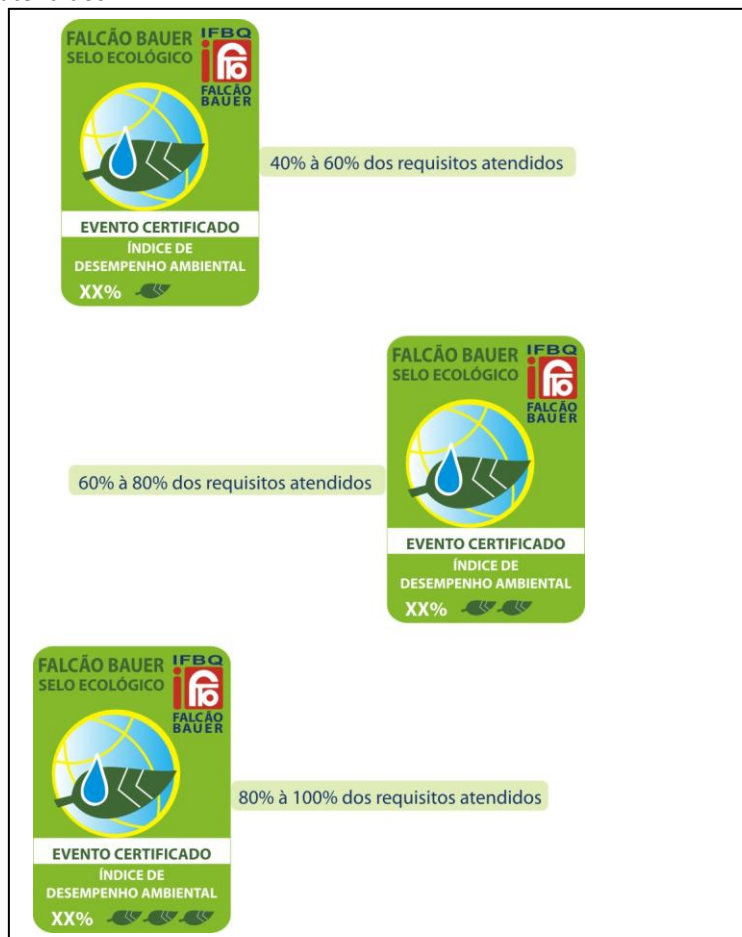 FALCÃO BAUER
SELO ECOLÓGICO
IFBQ
FALCÃO
BAUER
40% à 60% dos requisitos atendidos
EVENTO CERTIFICADO
ÍNDICE DE
DESEMPENHO AMBIENTAL
XX%
FALCÃO BAUER
SELO ECOLÓGICO
IFBQ
FALCÃO
BAUER
60% à 80% dos requisitos atendidos
EVENTO CERTIFICADO
ÍNDICE DE
DESEMPENHO AMBIENTAL
XX%
FALCÃO BAUER
SELO ECOLÓGICO
IFBQ
FALCÃO
BAUER
80% à 100% dos requisitos atendidos
EVENTO CERTIFICADO
ÍNDICE DE
DESEMPENHO AMBIENTAL
XX%